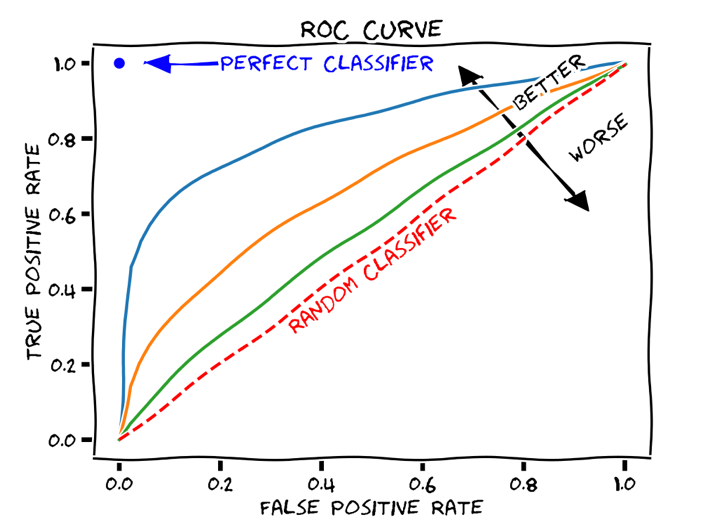 ROC CURVE
PERFECT CLASSIFIER
BETTER
WORSE
RANDOM CLASSIFIER
TRUE POSITIVE RATE
1.0
0.8
0.6
0.4
0.2
0.0
0.0 0.2 0.4 0.6 0.8 1.0
FALSE POSITIVE RATE